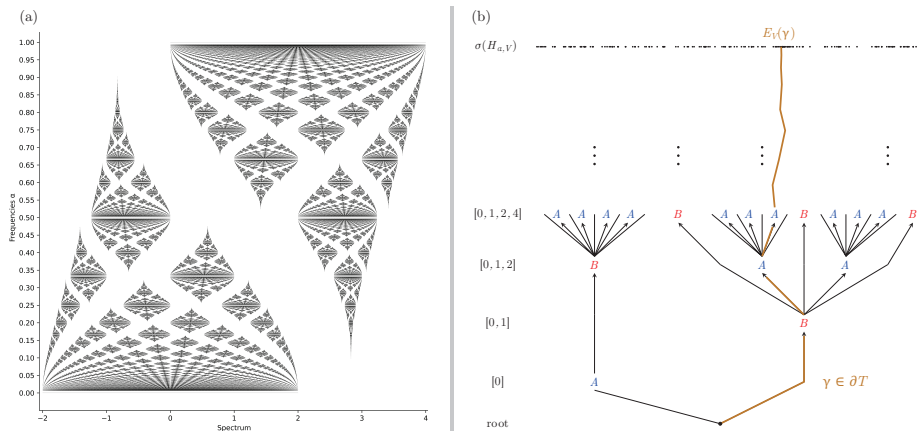 (a)
1.00
0.95
0.90
0.85
0.80
0.75
0.70
0.65
0.60
0.55
0.50
0.45
0.40
0.35
0.30
0.25
0.20
0.15
0.10
0.05
0.00
Frequencies α
−2 −1 0 1 2 3 4
Spectrum
(b)
E_V(γ)
σ(H_{α,V})
[0, 1, 2, 4] A A A A B A A A A B A A A B
[0, 1, 2] B A A
[0, 1] B
[0] A γ ∈ ∂T
root